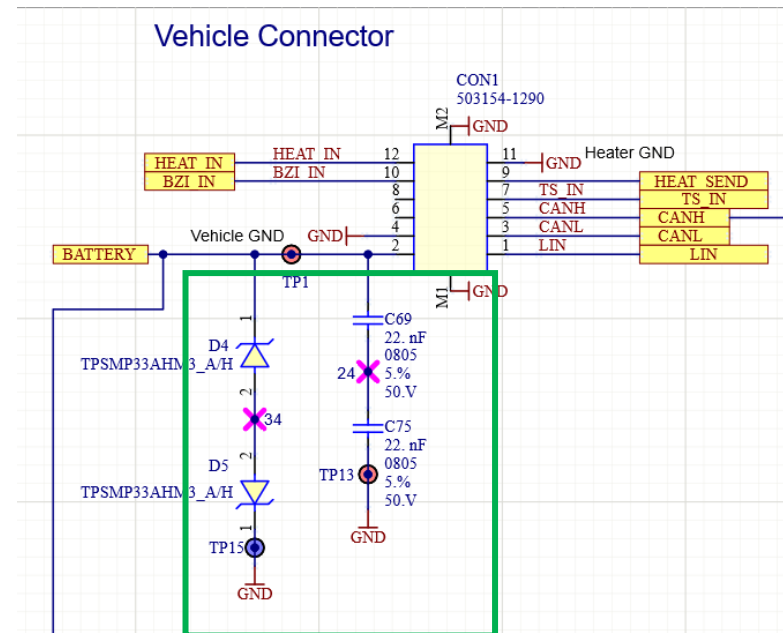 Vehicle Connector
CON1
503154-1290
M2
GND
HEAT_IN
HEAT_IN
12
11
GND
Heater GND
BZI_IN
BZI_IN
10
9
HEAT_SEND
8
7
TS_IN
TS_IN
6
5
CANH
CANH
Vehicle GND
GND
4
3
CANL
CANL
BATTERY
2
1
LIN
LIN
TP1
M1
GND
1
D4
TPSMP33AHM3_A/H
2
34
2
D5
TPSMP33AHM3_A/H
1
TP15
GND
C69
22. nF
0805
24
5.%
50.V
C75
22. nF
0805
TP13
5.%
50.V
GND